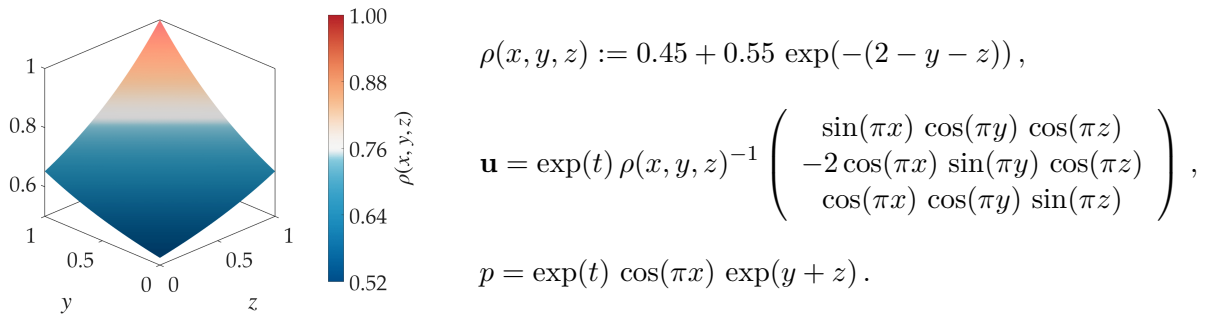 1
0.8
0.6
1
0.5
0
y
0
0.5
1
z
1.00
0.88
0.76
0.64
0.52
ρ(x, y, z)
ρ(x, y, z) := 0.45 + 0.55 exp(−(2 − y − z)) ,
u = exp(t) ρ(x, y, z)⁻¹ ( sin(πx) cos(πy) cos(πz)
−2 cos(πx) sin(πy) cos(πz)
cos(πx) cos(πy) sin(πz) ) ,
p = exp(t) cos(πx) exp(y + z) .